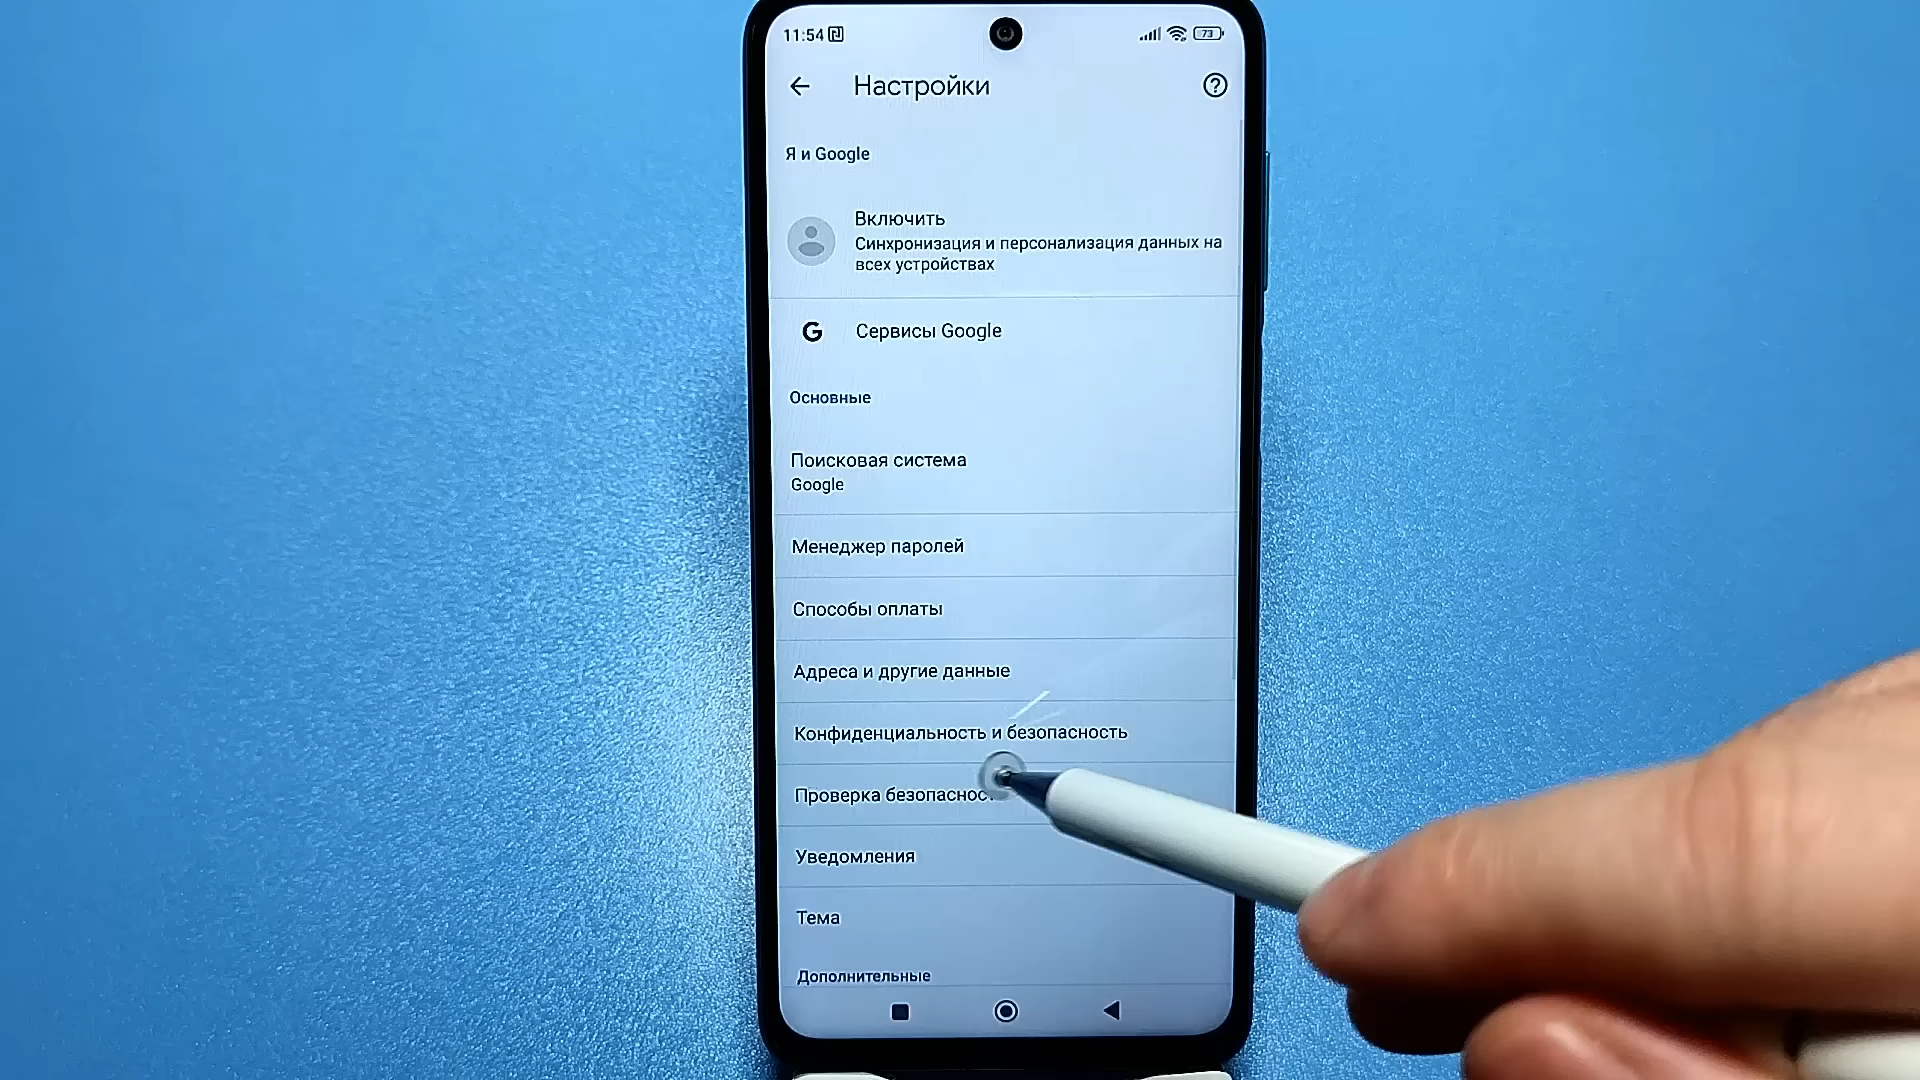 11:54
73
Настройки
Я и Google
Включить
Синхронизация и персонализация данных на
всех устройствах
G Сервисы Google
Основные
Поисковая система
Google
Менеджер паролей
Способы оплаты
Адреса и другие данные
Конфиденциальность и безопасность
Проверка
Уведомления
Тема
Дополнительные